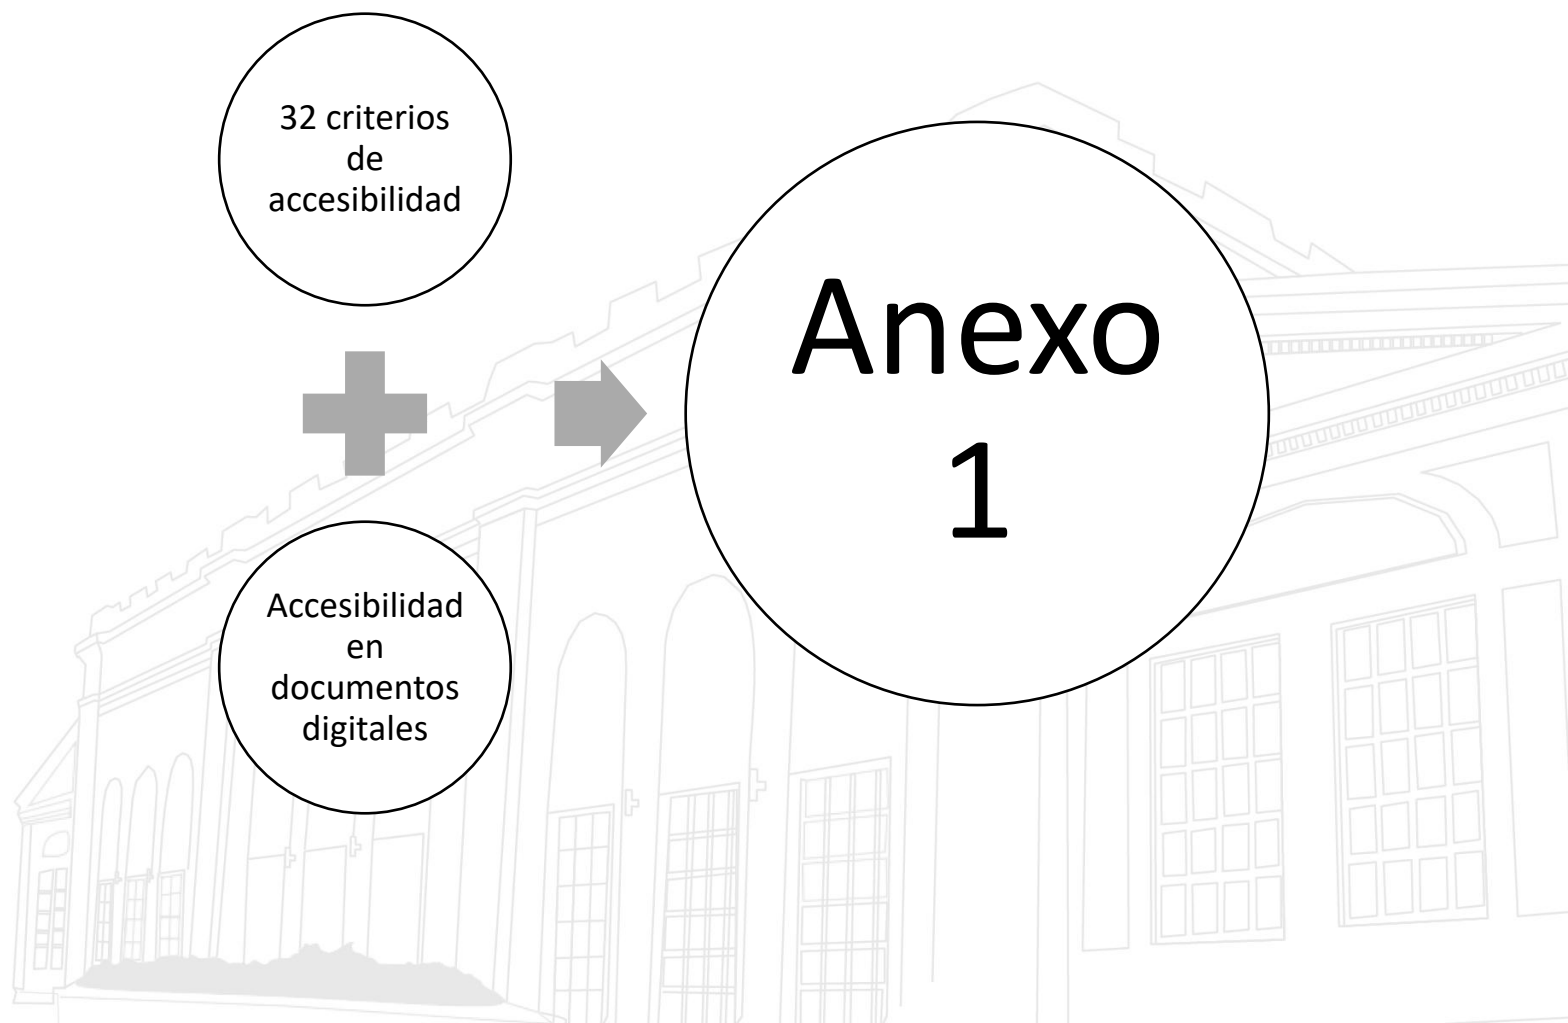 32 criterios
de
accesibilidad
Accesibilidad
en
documentos
digitales
Anexo
1